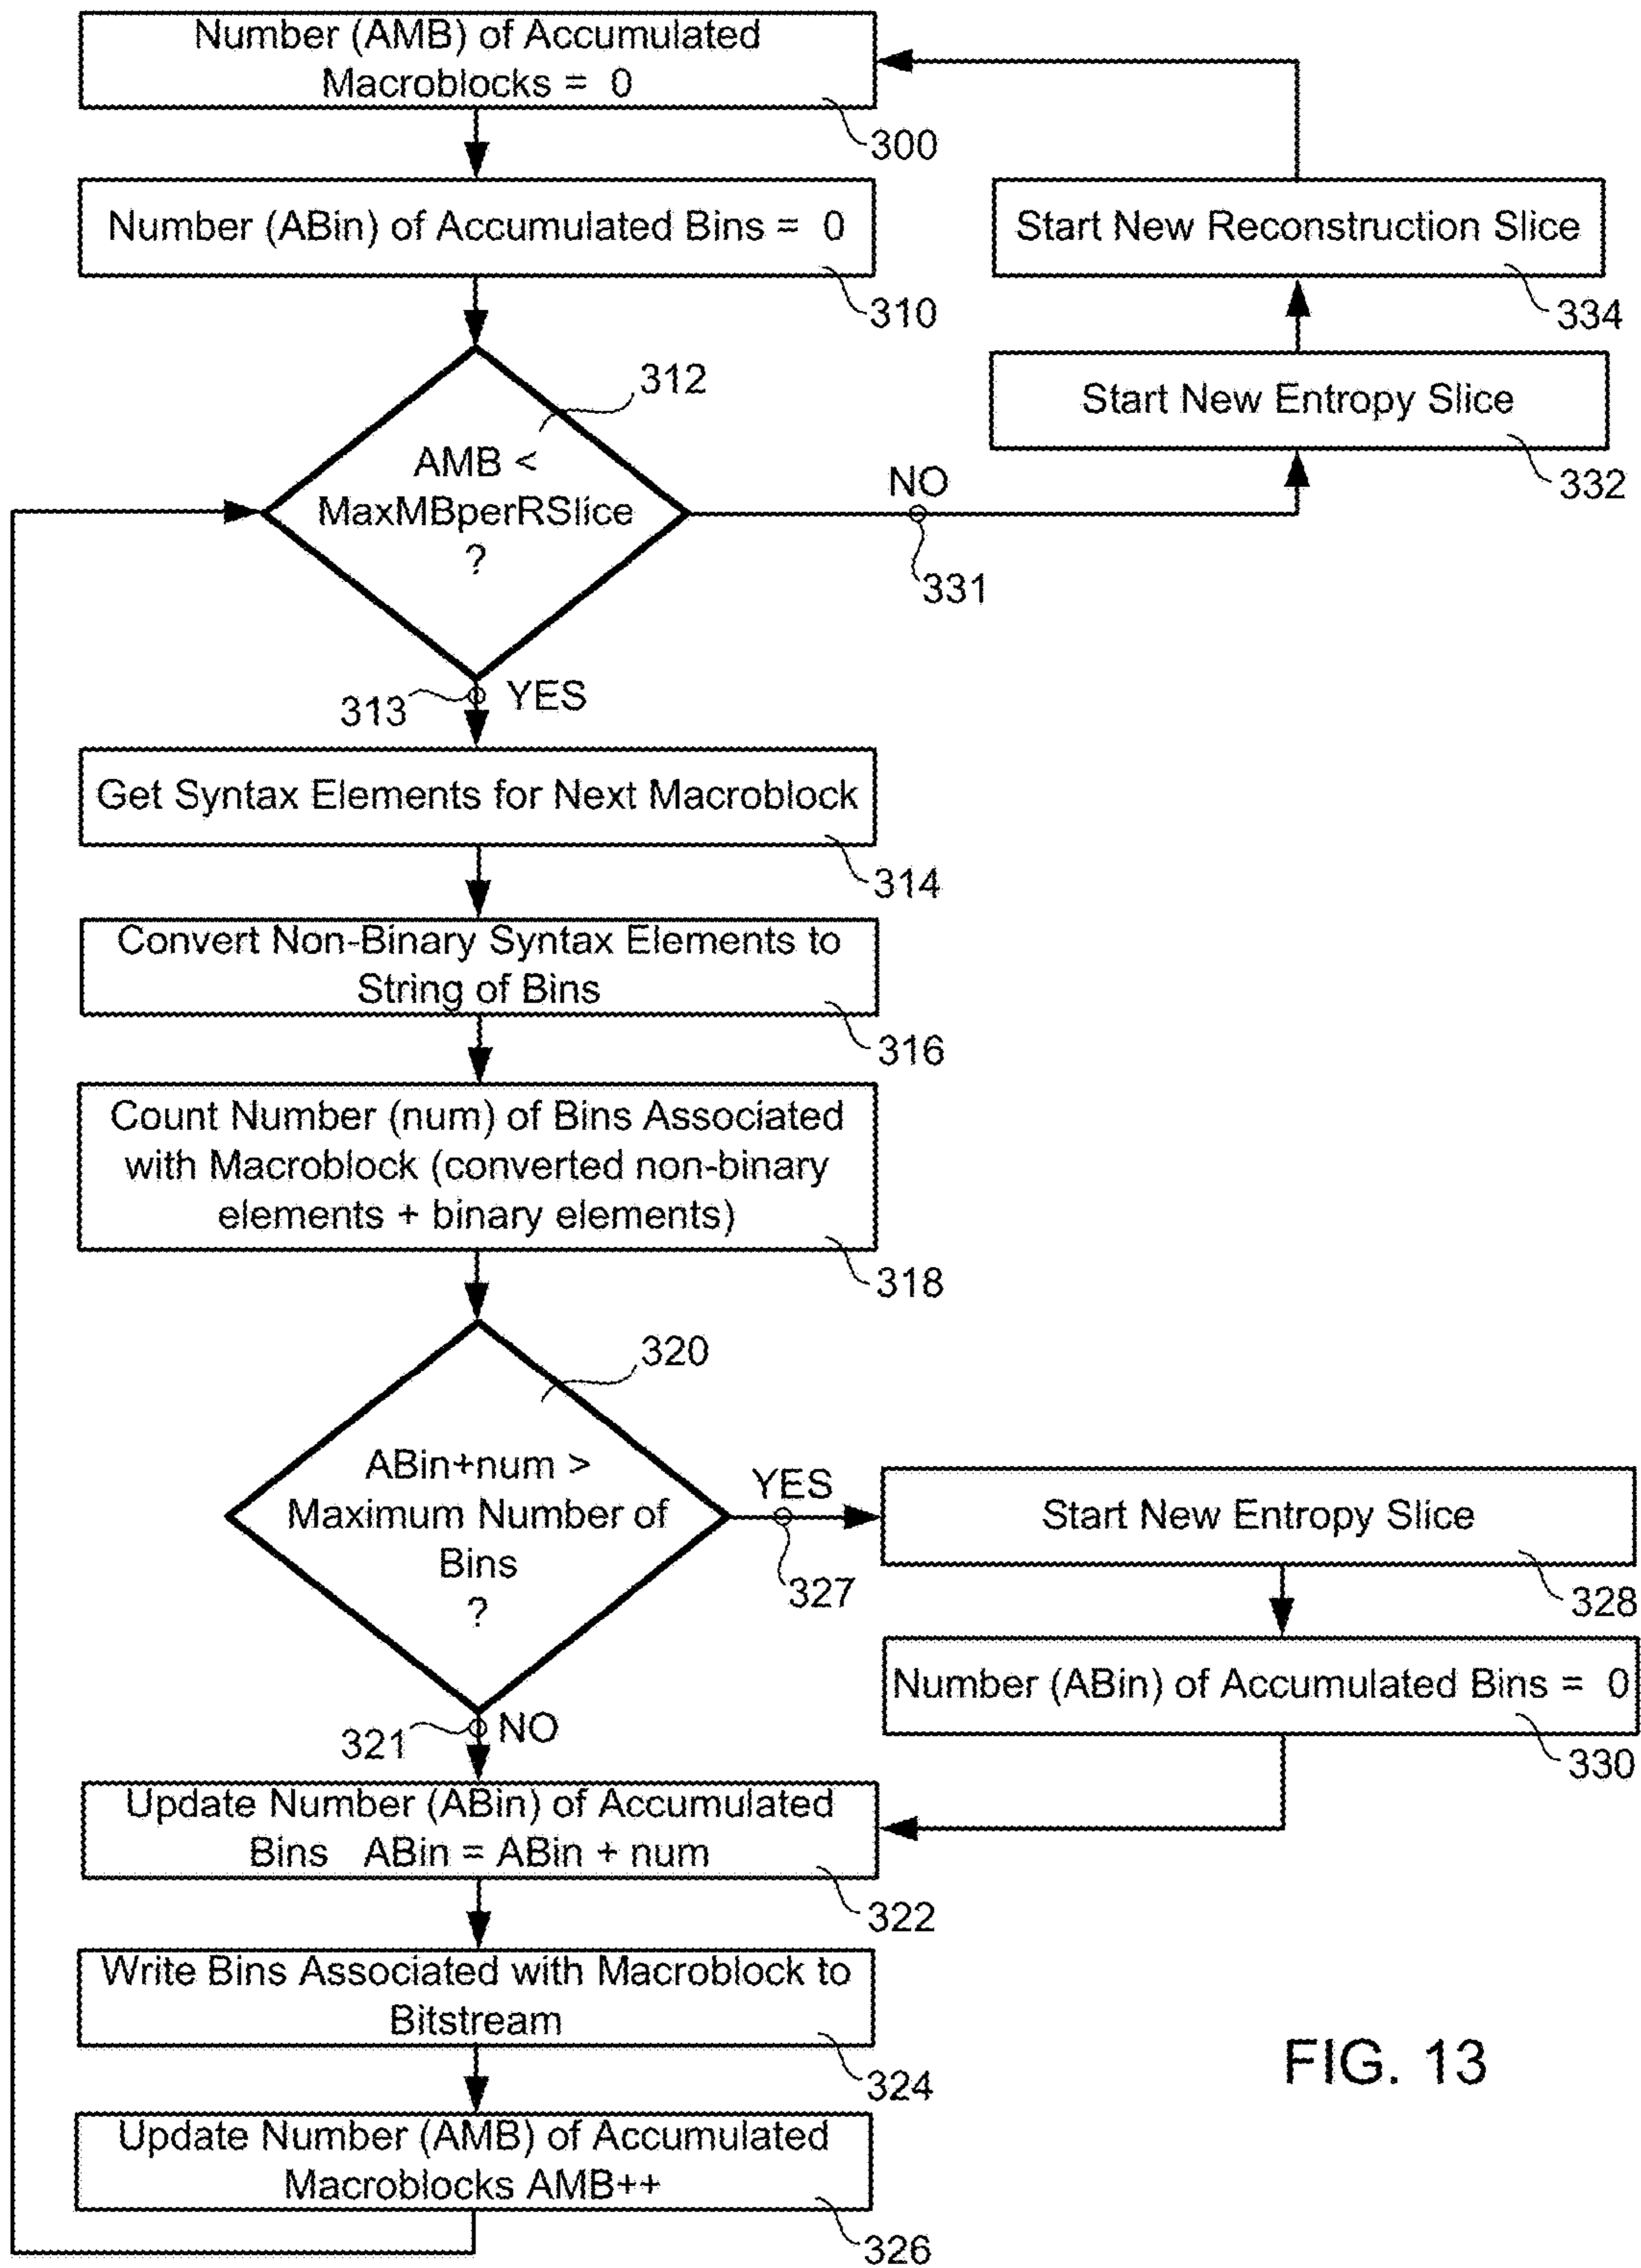 Number (AMB) of Accumulated
Macroblocks = 0
300
Number (ABin) of Accumulated Bins = 0
310
Start New Reconstruction Slice
334
Start New Entropy Slice
332
312
AMB <
MaxMBperRSlice
?
NO
331
313
YES
Get Syntax Elements for Next Macroblock
314
Convert Non-Binary Syntax Elements to
String of Bins
316
Count Number (num) of Bins Associated
with Macroblock (converted non-binary
elements + binary elements)
318
320
ABin+num >
Maximum Number of
Bins
?
YES
327
Start New Entropy Slice
328
Number (ABin) of Accumulated Bins = 0
330
321
NO
Update Number (ABin) of Accumulated
Bins ABin = ABin + num
322
Write Bins Associated with Macroblock to
Bitstream
324
Update Number (AMB) of Accumulated
Macroblocks AMB++
326
FIG. 13